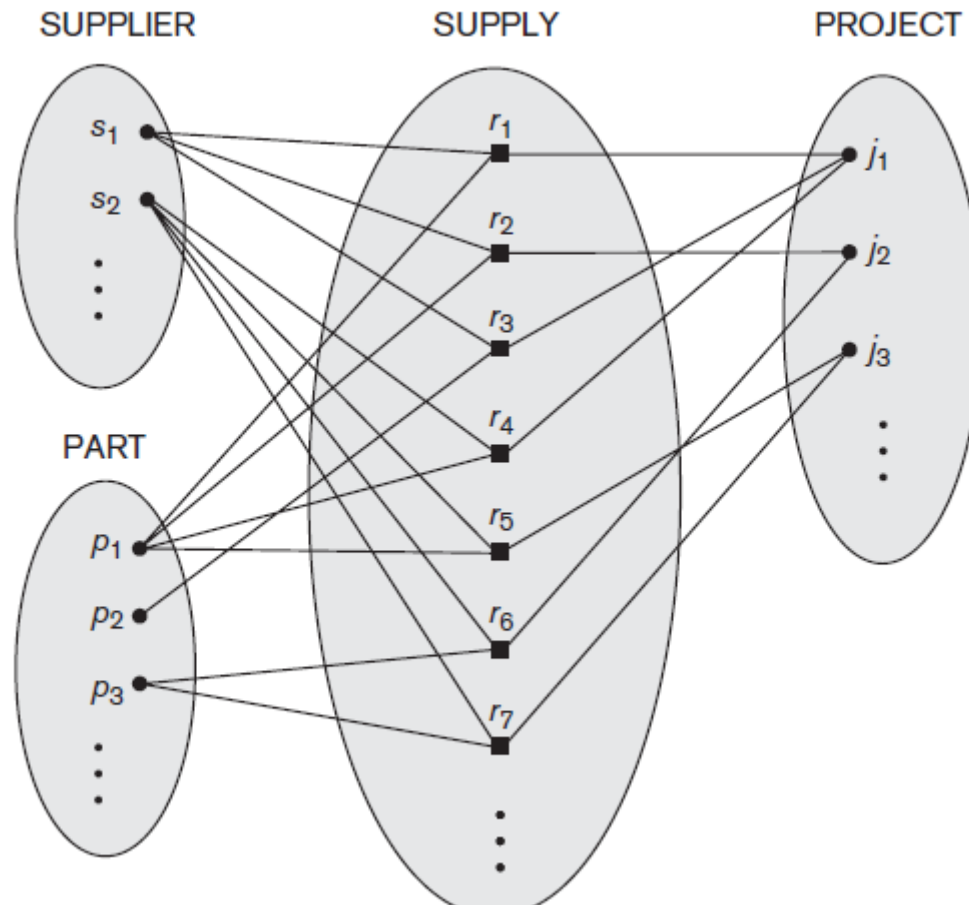 SUPPLIER
SUPPLY
PROJECT
s1
s2
PART
p1
p2
p3
r1
r2
r3
r4
r5
r6
r7
j1
j2
j3